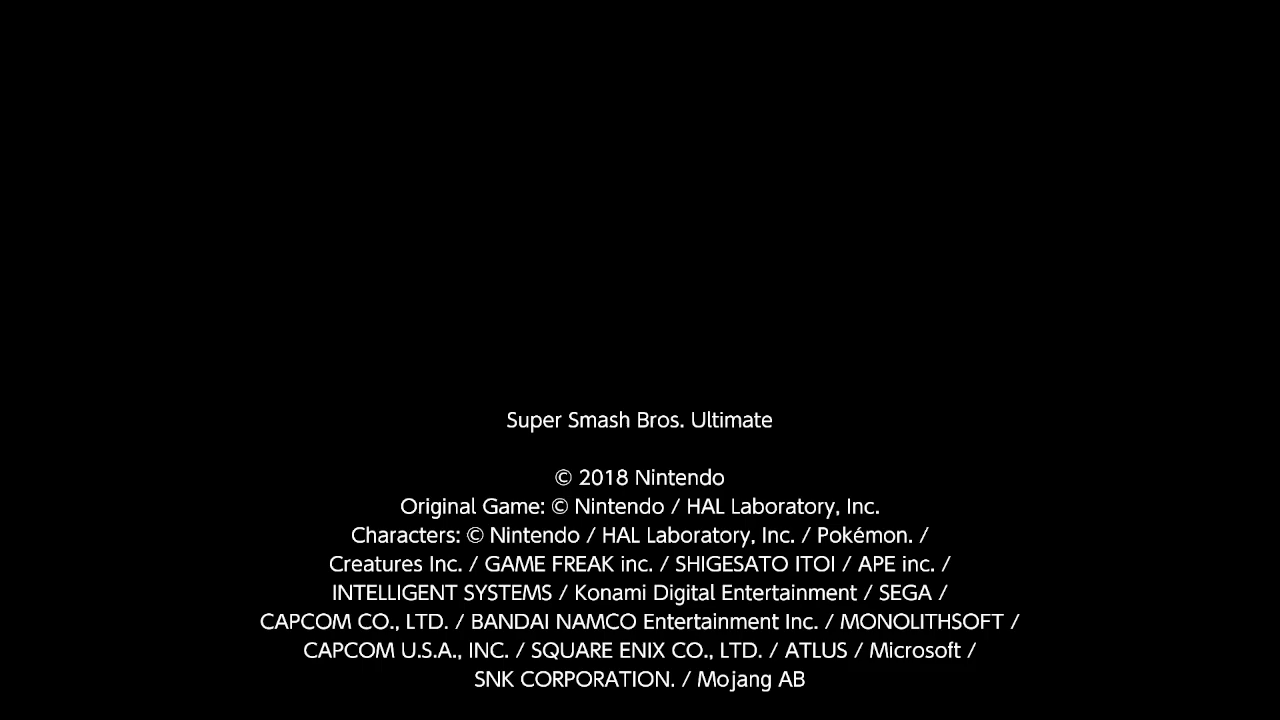 Super Smash Bros. Ultimate
© 2018 Nintendo
Original Game: © Nintendo / HAL Laboratory, Inc.
Characters: © Nintendo / HAL Laboratory, Inc. / Pokémon. /
Creatures Inc. / GAME FREAK inc. / SHIGESATO ITOI / APE inc. /
INTELLIGENT SYSTEMS / Konami Digital Entertainment / SEGA /
CAPCOM CO., LTD. / BANDAI NAMCO Entertainment Inc. / MONOLITHSOFT /
CAPCOM U.S.A., INC. / SQUARE ENIX CO., LTD. / ATLUS / Microsoft /
SNK CORPORATION. / Mojang AB